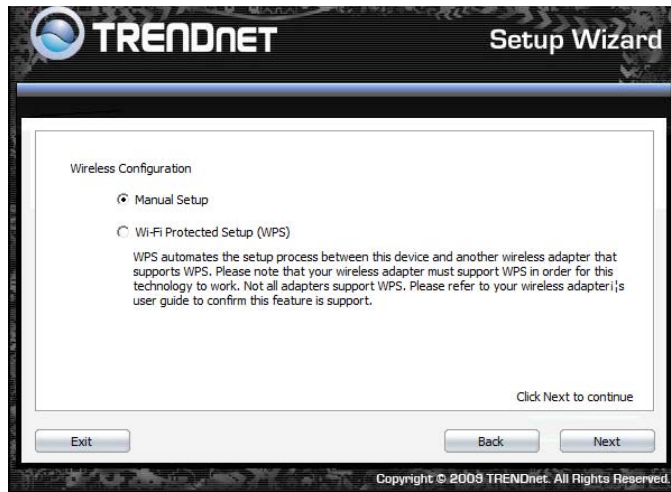 TRENDnet
Setup Wizard
Wireless Configuration
Manual Setup
Wi-Fi Protected Setup (WPS)
WPS automates the setup process between this device and another wireless adapter that
supports WPS. Please note that your wireless adapter must support WPS in order for this
technology to work. Not all adapters support WPS. Please refer to your wireless adapteri¦s
user guide to confirm this feature is support.
Click Next to continue
Exit
Back
Next
Copyright © 2009 TRENDnet. All Rights Reserved.